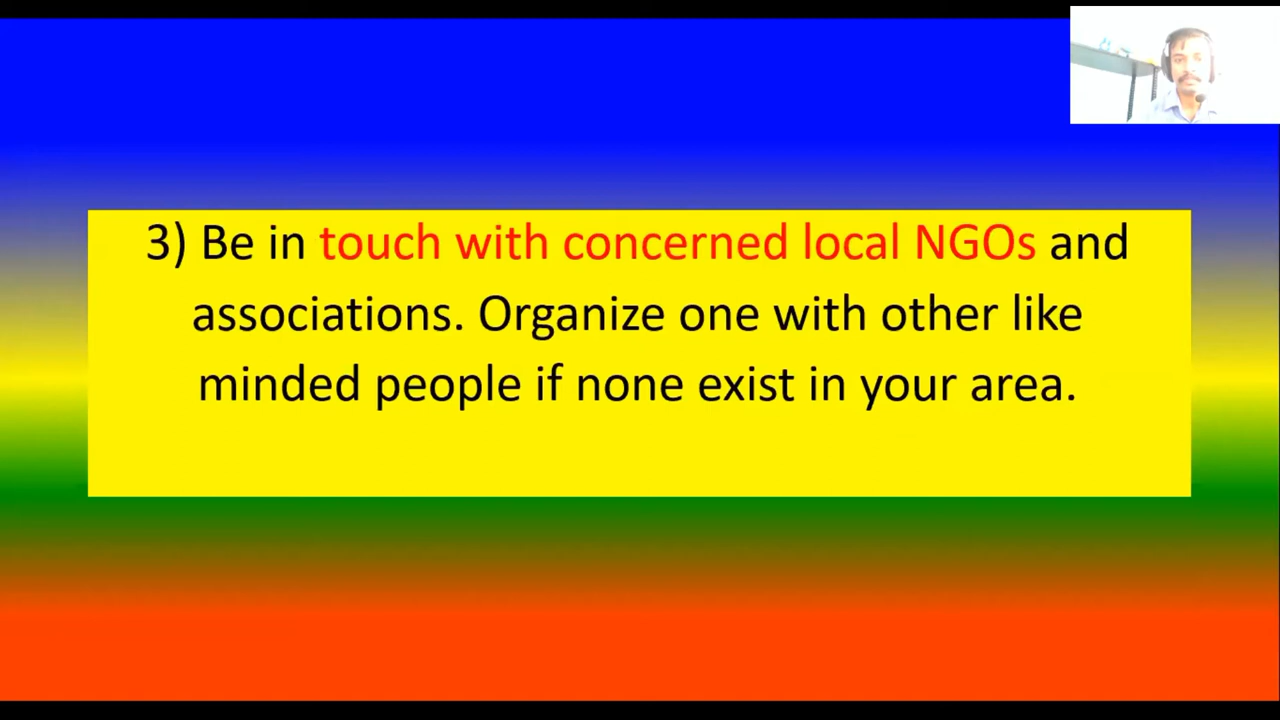 3) Be in touch with concerned local NGOs and
associations. Organize one with other like
minded people if none exist in your area.